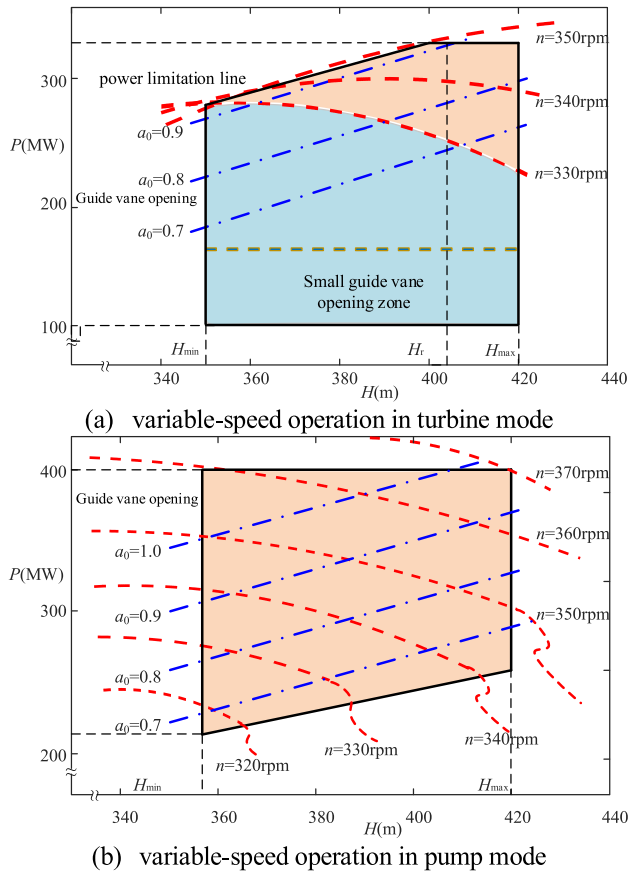 n=350rpm
300
power limitation line
n=340rpm
a₀=0.9
P(MW)
a₀=0.8
n=330rpm
Guide vane opening
200
a₀=0.7
Small guide vane
opening zone
100
Hmin
Hr
Hmax
340
360
380
400
420
440
H(m)
(a) variable-speed operation in turbine mode
400
n=370rpm
Guide vane opening
n=360rpm
a₀=1.0
P(MW)
300
a₀=0.9
n=350rpm
a₀=0.8
a₀=0.7
n=340rpm
200
n=330rpm
n=320rpm
Hmin
Hmax
340
360
380
400
420
440
H(m)
(b) variable-speed operation in pump mode